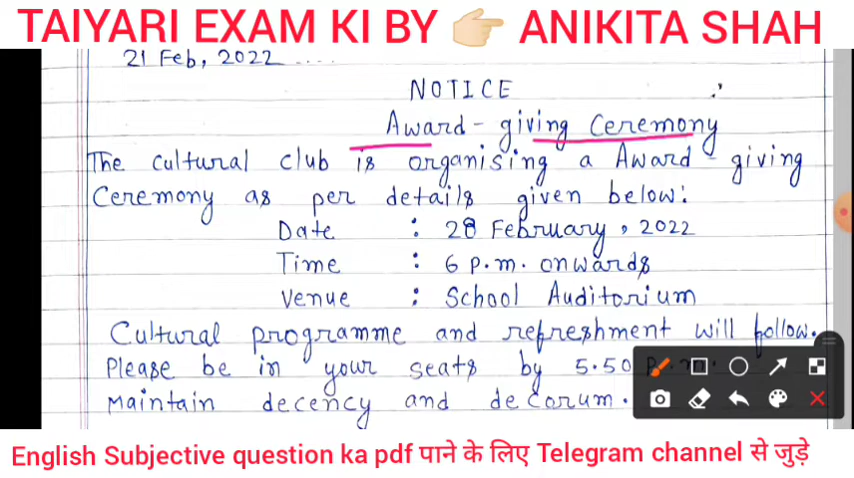 TAIYARI EXAM KI BY 👉 ANIKITA SHAH
21 Feb, 2022 ....
NOTICE
Award - giving Ceremony
The cultural club is organising a Award - giving
Ceremony as per details given below:
Date : 28 February, 2022
Time : 6 p.m. onwards
Venue : School Auditorium
Cultural programme and refreshment will follow.
Please be in your seats by 5.50 p.m.
Maintain decency and decorum.
English Subjective question ka pdf पाने के लिए Telegram channel से जुड़े